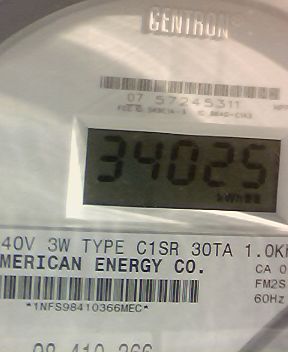 CENTRON
07 57245311
34025
kWh
40V 3W TYPE C1SR 30TA 1.0K
MERICAN ENERGY CO.
CA 0
FM2S
60Hz
*1NFS98410366MEC*
98 410 366